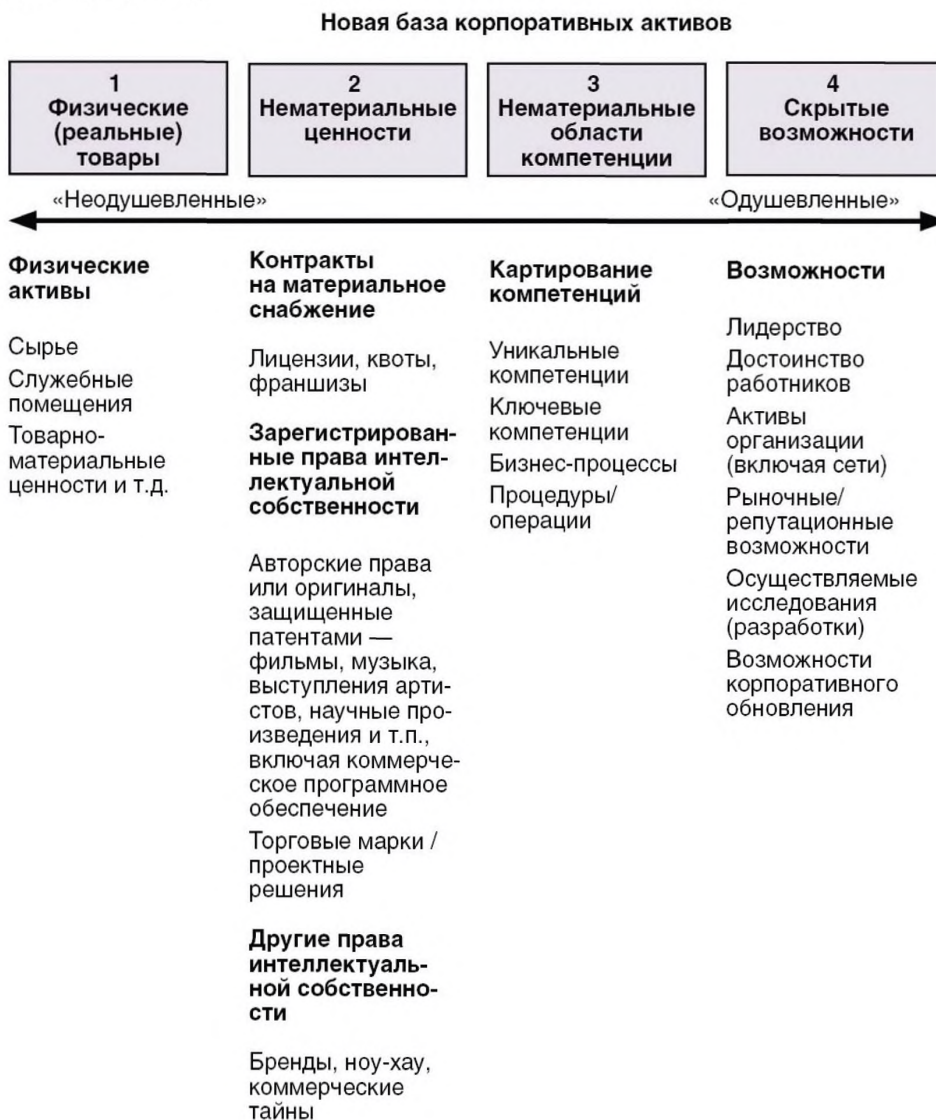 Новая база корпоративных активов
1
Физические
(реальные)
товары
2
Нематериальные
ценности
3
Нематериальные
области
компетенции
4
Скрытые
возможности
«Неодушевленные»
«Одушевленные»
Физические
активы
Сырье
Служебные
помещения
Товарно-
материальные
ценности и т.д.
Контракты
на материальное
снабжение
Лицензии, квоты,
франшизы
Зарегистрирован-
ные права интел-
лектуальной
собственности
Авторские права
или оригиналы,
защищенные
патентами —
фильмы, музыка,
выступления арти-
стов, научные про-
изведения и т.п.,
включая коммерче-
ское программное
обеспечение
Торговые марки /
проектные
решения
Другие права
интеллектуаль-
ной собственно-
сти
Бренды, ноу-хау,
коммерческие
тайны
Картирование
компетенций
Уникальные
компетенции
Ключевые
компетенции
Бизнес-процессы
Процедуры/
операции
Возможности
Лидерство
Достоинство
работников
Активы
организации
(включая сети)
Рыночные/
репутационные
возможности
Осуществляемые
исследования
(разработки)
Возможности
корпоративного
обновления